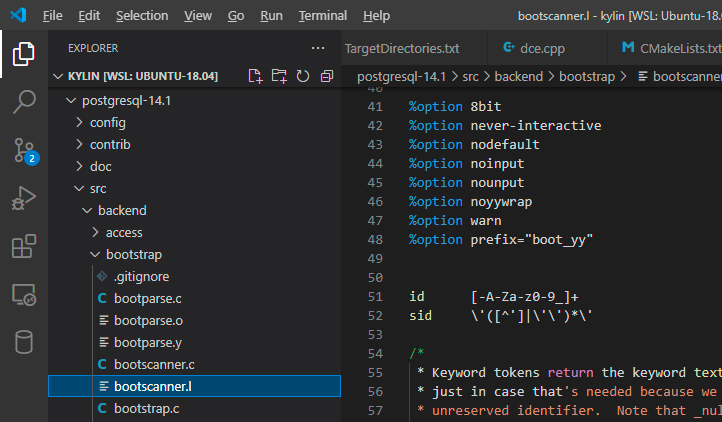 File Edit Selection View Go Run Terminal Help bootscanner.l - kylin [WSL: Ubuntu-18.0
EXPLORER
KYLIN [WSL: UBUNTU-18.04]
postgresql-14.1
config
contrib
doc
src
backend
access
bootstrap
.gitignore
bootparse.c
bootparse.o
bootparse.y
bootscanner.c
bootscanner.l
bootstrap.c
2
TargetDirectories.txt dce.cpp CMakeLists.txt
postgresql-14.1 > src > backend > bootstrap > bootscanner
40
41 %option 8bit
42 %option never-interactive
43 %option nodefault
44 %option noinput
45 %option nounput
46 %option noyywrap
47 %option warn
48 %option prefix="boot_yy"
49
50
51 id [-A-Za-z0-9_]+
52 sid \'([^']|\'\')*\'
53
54 /*
55 * Keyword tokens return the keyword text
56 * just in case that's needed because we
57 * unreserved identifier. Note that _nul